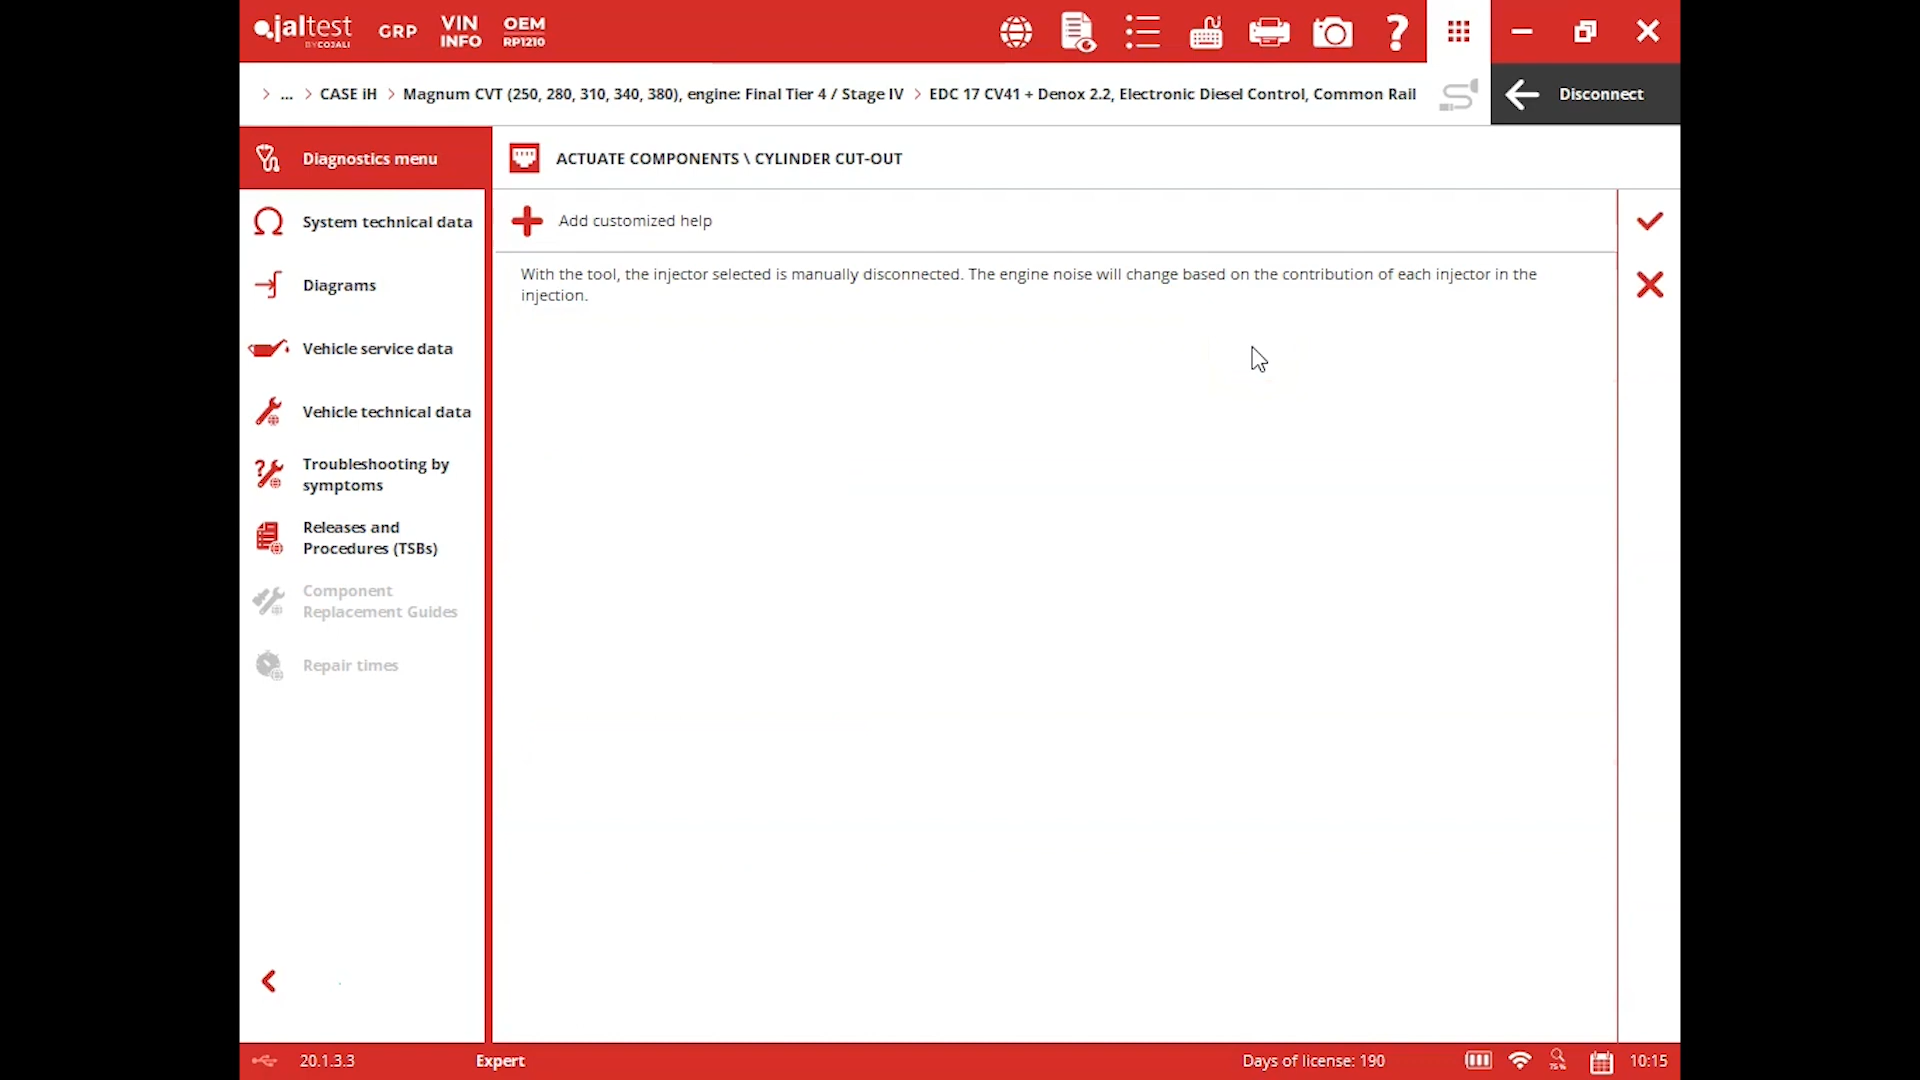 jaltest
BY COJALI
GRP
VIN
INFO
OEM
RP1210
> ... > CASE iH > Magnum CVT (250, 280, 310, 340, 380), engine: Final Tier 4 / Stage IV > EDC 17 CV41 + Denox 2.2, Electronic Diesel Control, Common Rail
Disconnect
Diagnostics menu
ACTUATE COMPONENTS \ CYLINDER CUT-OUT
System technical data
Add customized help
With the tool, the injector selected is manually disconnected. The engine noise will change based on the contribution of each injector in the
injection.
Diagrams
Vehicle service data
Vehicle technical data
Troubleshooting by
symptoms
Releases and
Procedures (TSBs)
Component
Replacement Guides
Repair times
20.1.3.3
Expert
Days of license: 190
75%
10:15